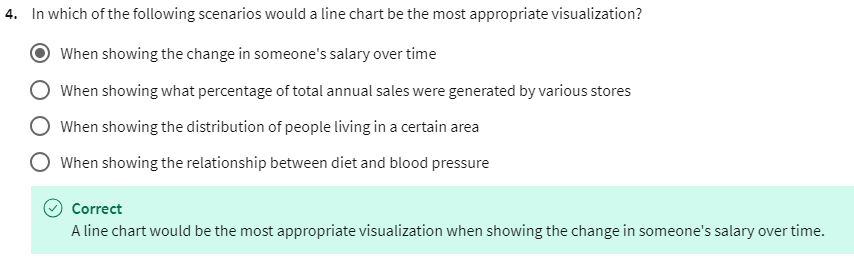 4. In which of the following scenarios would a line chart be the most appropriate visualization?
When showing the change in someone's salary over time
When showing what percentage of total annual sales were generated by various stores
When showing the distribution of people living in a certain area
When showing the relationship between diet and blood pressure
Correct
A line chart would be the most appropriate visualization when showing the change in someone's salary over time.